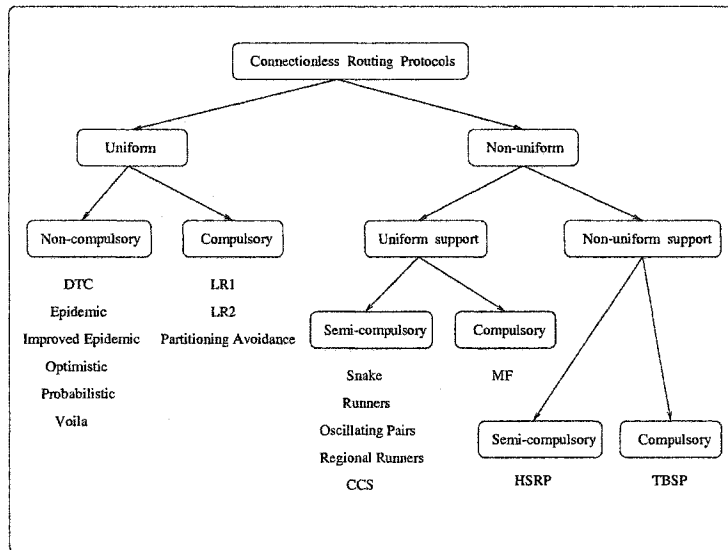 Connectionless Routing Protocols
Uniform
Non-uniform
Non-compulsory
Compulsory
Uniform support
Non-uniform support
DTC
Epidemic
Improved Epidemic
Optimistic
Probabilistic
Voila
LR1
LR2
Partitioning Avoidance
Semi-compulsory
Compulsory
Snake
Runners
Oscillating Pairs
Regional Runners
CCS
MF
Semi-compulsory
Compulsory
HSRP
TBSP